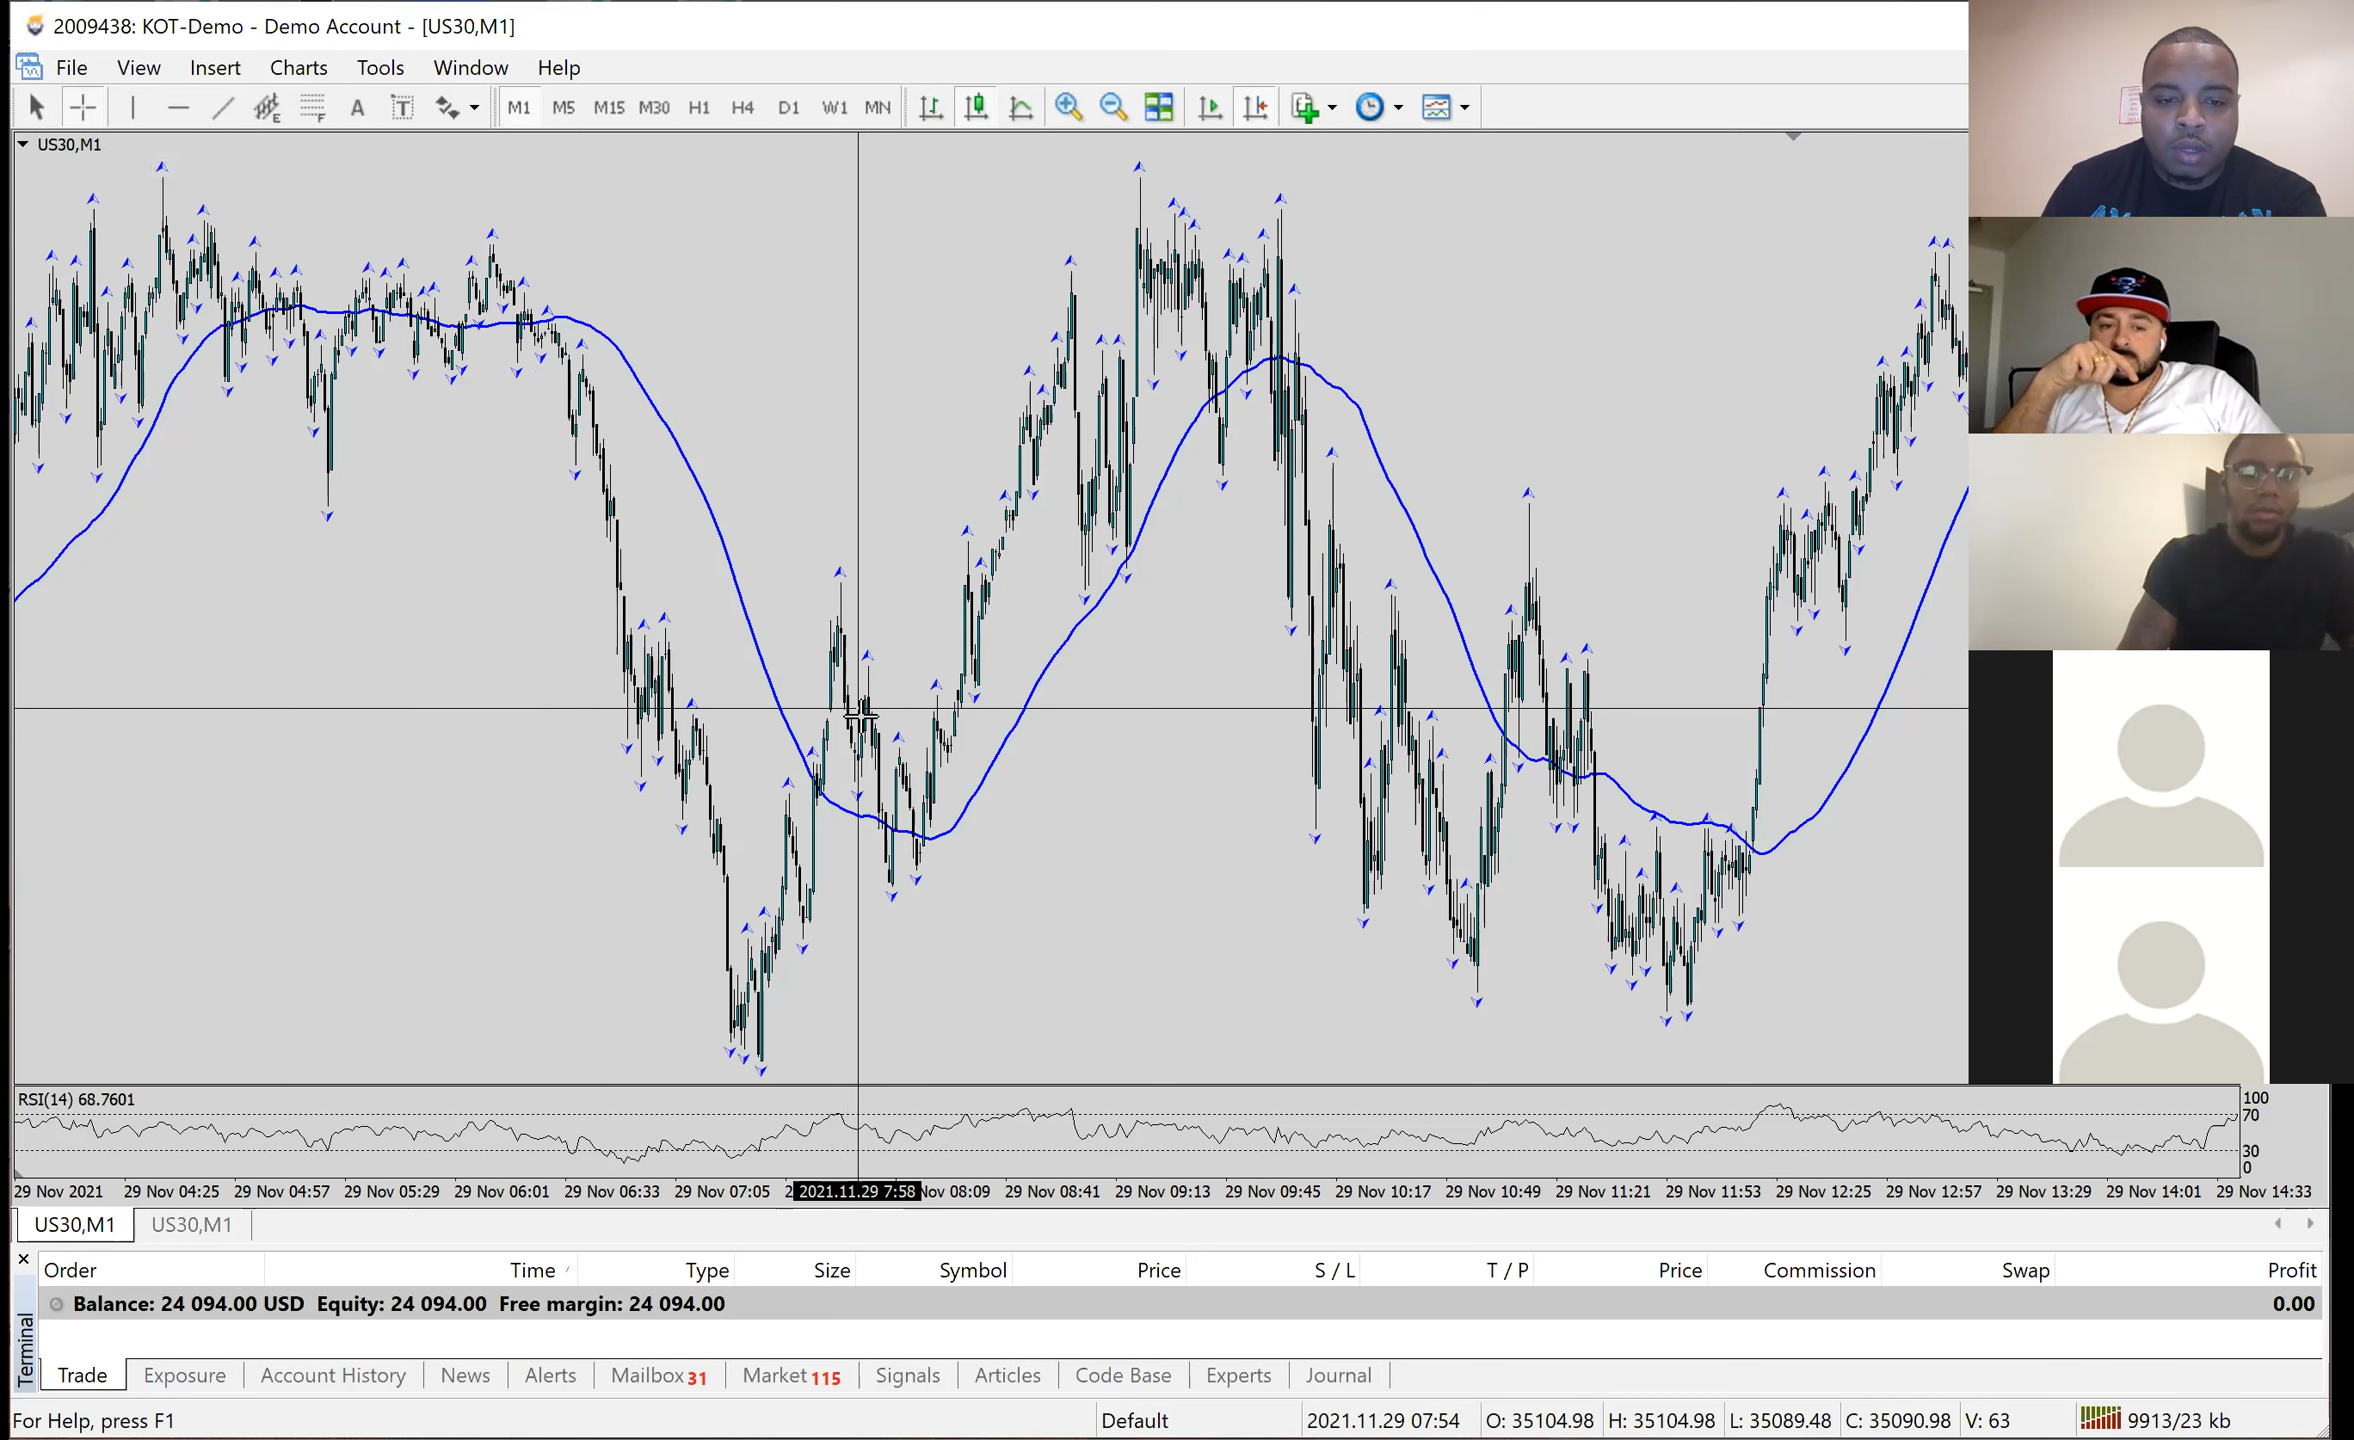 2009438: KOT-Demo - Demo Account - [US30,M1]
File View Insert Charts Tools Window Help
A T M1 M5 M15 M30 H1 H4 D1 W1 MN
US30,M1
RSI(14) 68.7601
100
70
30
0
29 Nov 2021 29 Nov 04:25 29 Nov 04:57 29 Nov 05:29 29 Nov 06:01 29 Nov 06:33 29 Nov 07:05 2 2021.11.29 7:58 Nov 08:09 29 Nov 08:41 29 Nov 09:13 29 Nov 09:45 29 Nov 10:17 29 Nov 10:49 29 Nov 11:21 29 Nov 11:53 29 Nov 12:25 29 Nov 12:57 29 Nov 13:29 29 Nov 14:01 29 Nov 14:33
US30,M1 US30,M1
Order Time Type Size Symbol Price S / L T / P Price Commission Swap Profit
Balance: 24 094.00 USD Equity: 24 094.00 Free margin: 24 094.00 0.00
Terminal
Trade Exposure Account History News Alerts Mailbox 31 Market 115 Signals Articles Code Base Experts Journal
For Help, press F1 Default 2021.11.29 07:54 O: 35104.98 H: 35104.98 L: 35089.48 C: 35090.98 V: 63 9913/23 kb